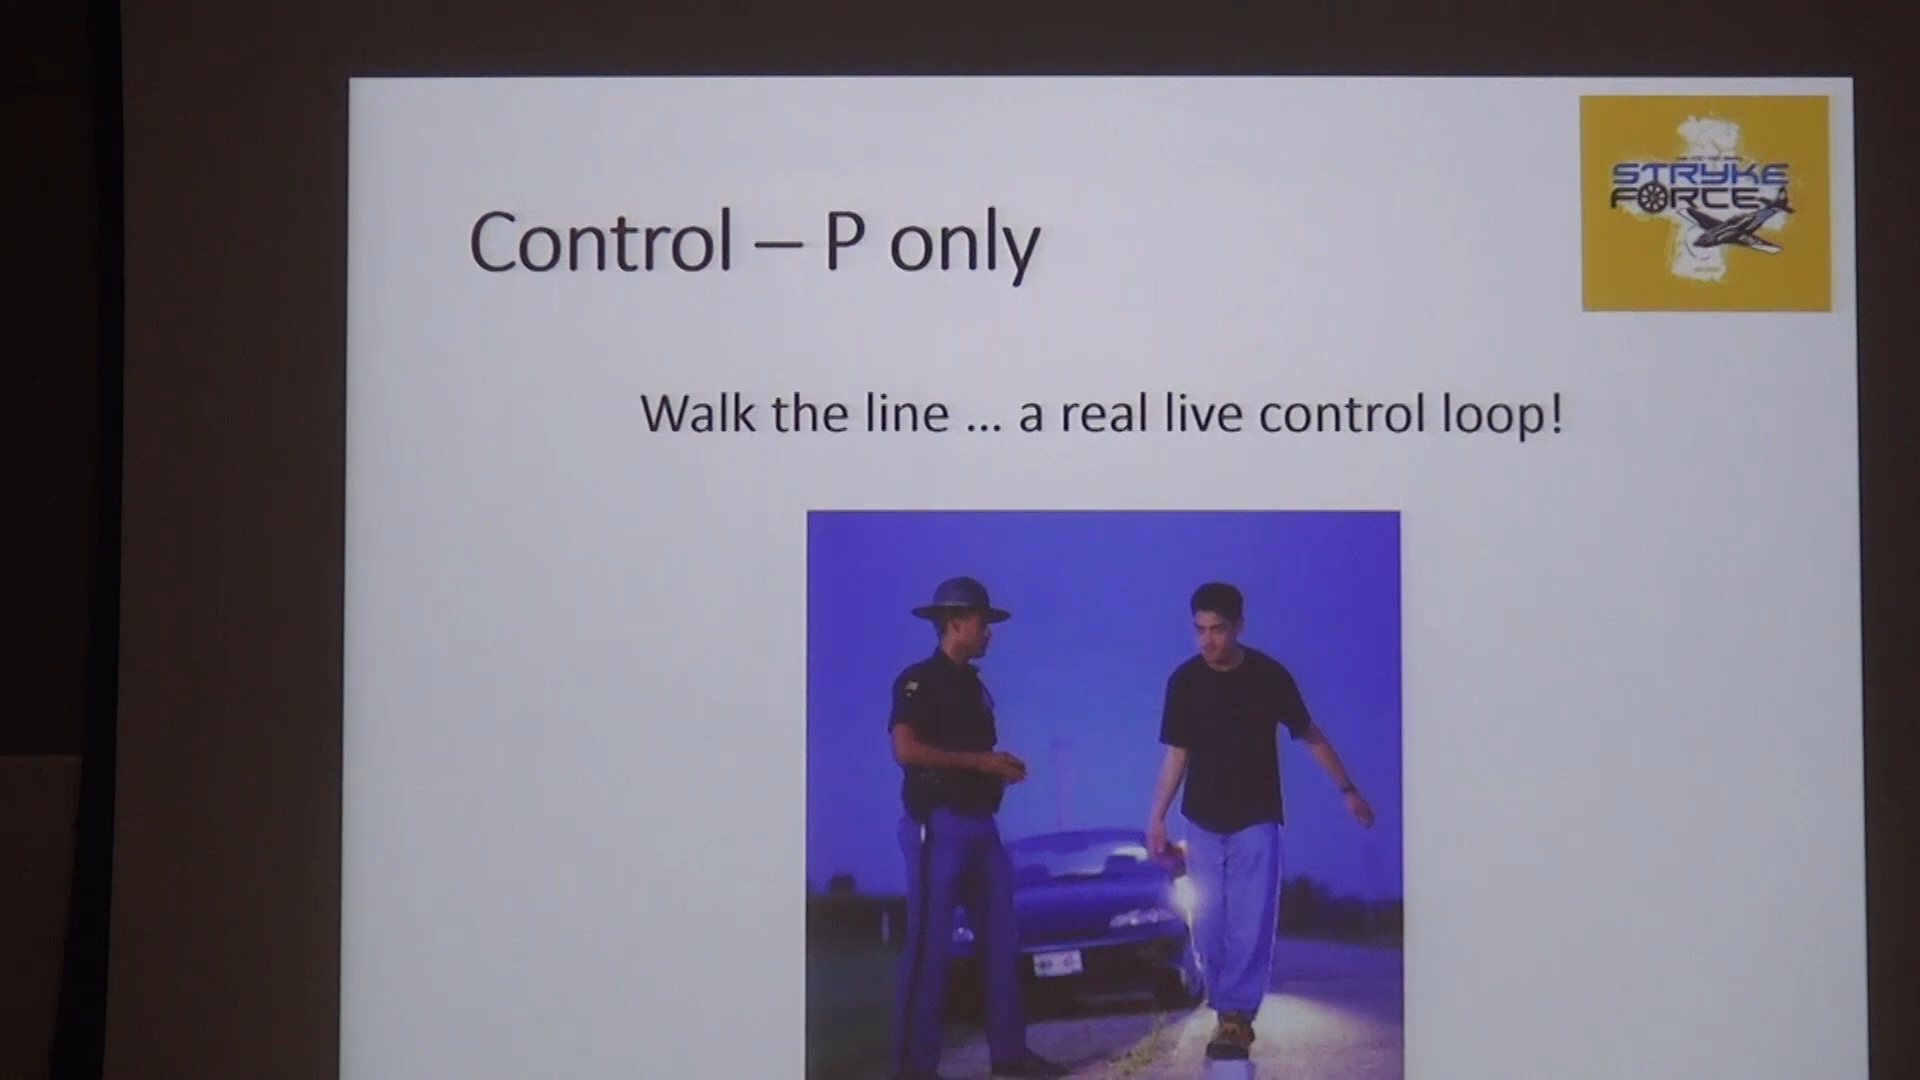 STRYKE
FORCE
Control – P only
Walk the line ... a real live control loop!